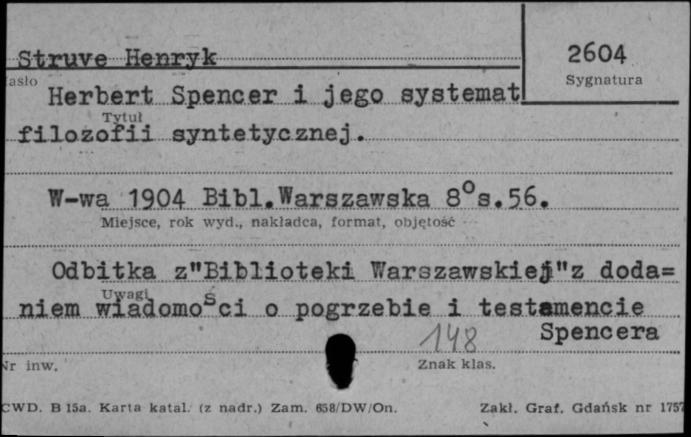 Struve Henryk
2604
asło
Sygnatura
Herbert Spencer i jego systemat
Tytuł
filozofii syntetycznej.
W-wa 1904 Bibl.Warszawska 8°s.56.
Miejsce, rok wyd., nakładca, format, objętość
Odbitka z"Biblioteki Warszawskiej"z doda=
Uwagi
niem wiadomości o pogrzebie i testamencie
Spencera
148
Nr inw.
Znak klas.
CWD. B 15a. Karta katal. (z nadr.) Zam. 658/DW/On.
Zakł. Graf. Gdańsk nr 1757